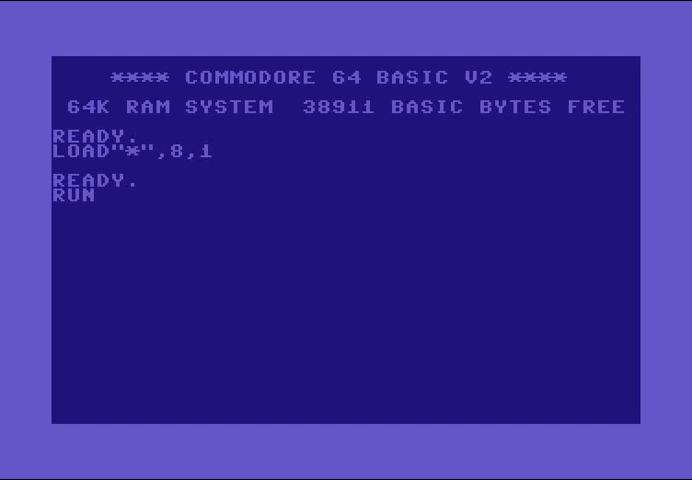 **** COMMODORE 64 BASIC V2 ****
64K RAM SYSTEM  38911 BASIC BYTES FREE
READY.
LOAD"*",8,1
READY.
RUN